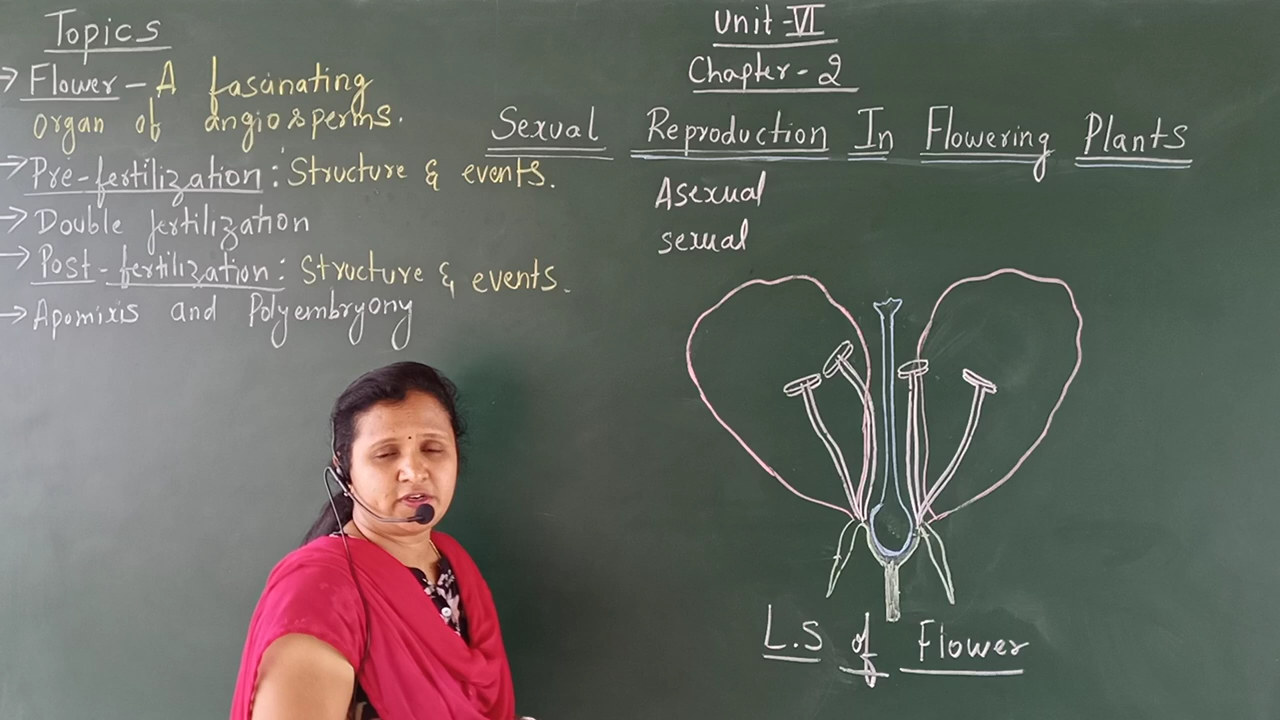 Topics
→ Flower - A fascinating
organ of angiosperms.
→ Pre-fertilization : Structure & events.
→ Double fertilization
→ Post-fertilization : Structure & events.
→ Apomixis and Polyembryony
Unit-VI
Chapter-2
Sexual Reproduction In Flowering Plants
Asexual
sexual
L.S of Flower